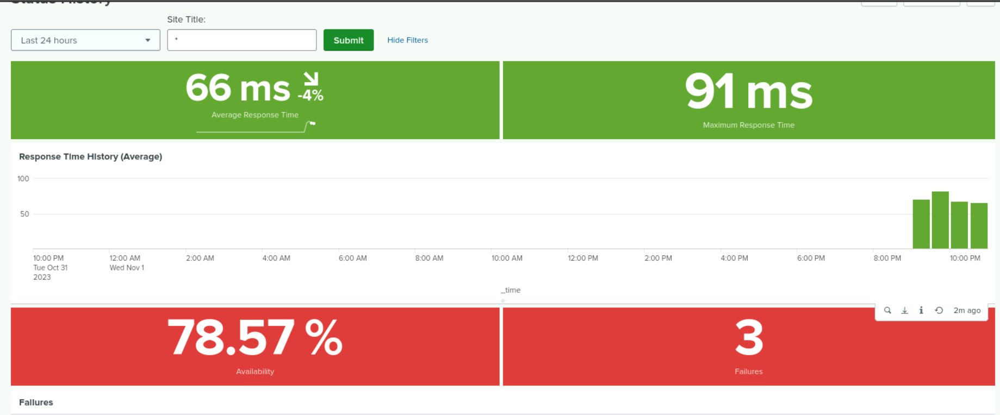 Status History
Site Title:
Last 24 hours
*
Submit
Hide Filters
66 ms
-4%
Average Response Time
91 ms
Maximum Response Time
Response Time History (Average)
100
50
10:00 PM
Tue Oct 31
2023
12:00 AM
Wed Nov 1
2:00 AM
4:00 AM
6:00 AM
8:00 AM
10:00 AM
12:00 PM
2:00 PM
4:00 PM
6:00 PM
8:00 PM
10:00 PM
_time
2m ago
78.57 %
Availability
3
Failures
Failures